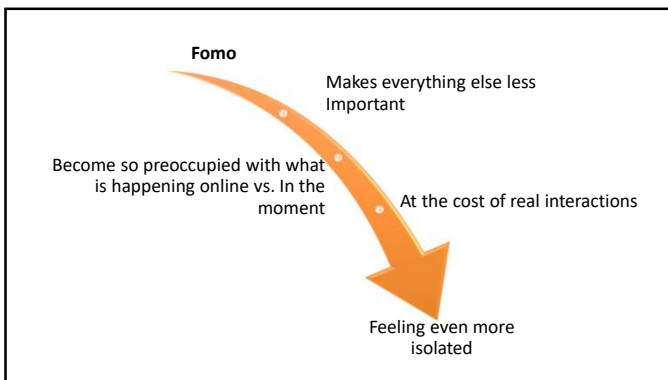 Fomo
Makes everything else less
Important
Become so preoccupied with what
is happening online vs. In the
moment
At the cost of real interactions
Feeling even more
isolated